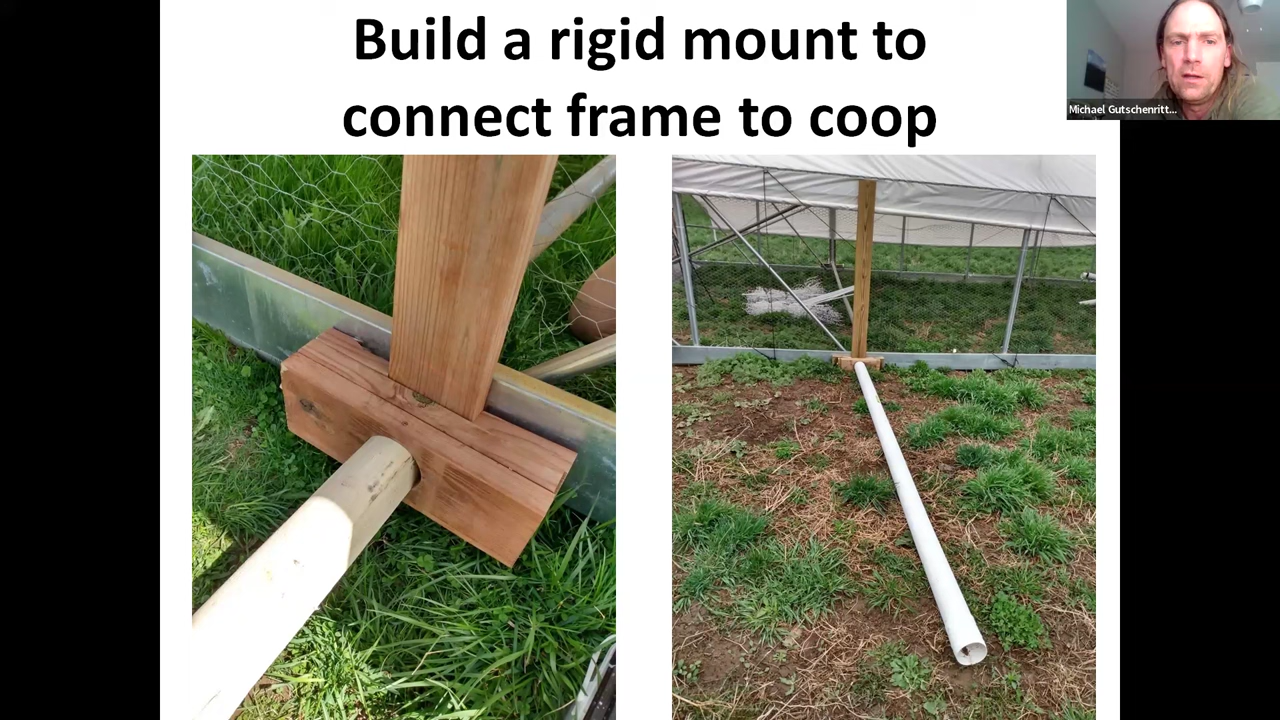 Build a rigid mount to
connect frame to coop
Michael Gutschenritt...